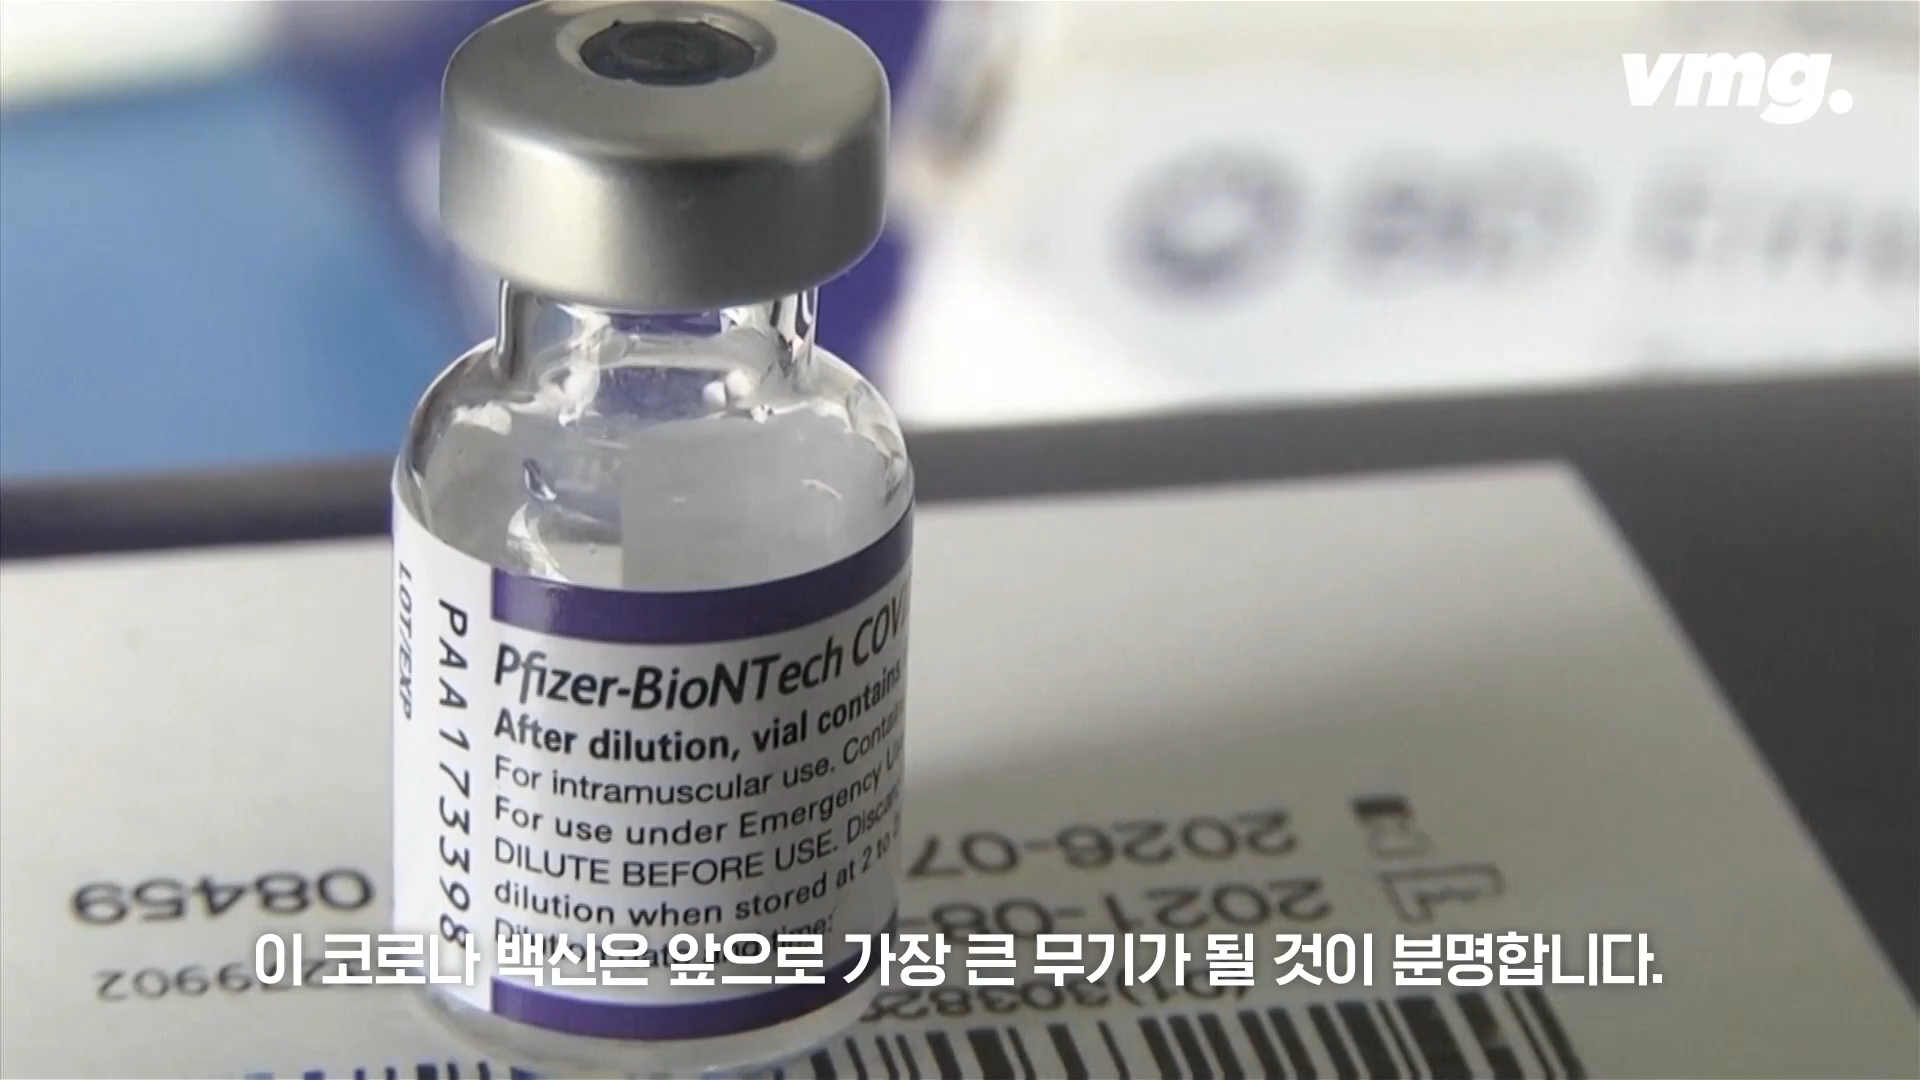 vmg.
LOT/EXP
PAA173398
Pfizer-BioNTech COV
After dilution, vial contains
For intramuscular use.
For use under Emergency
DILUTE BEFORE USE.
dilution when stored at 2 to
2026-07
2021-08-
08459
이 코로나 백신은 앞으로 가장 큰 무기가 될 것이 분명합니다.